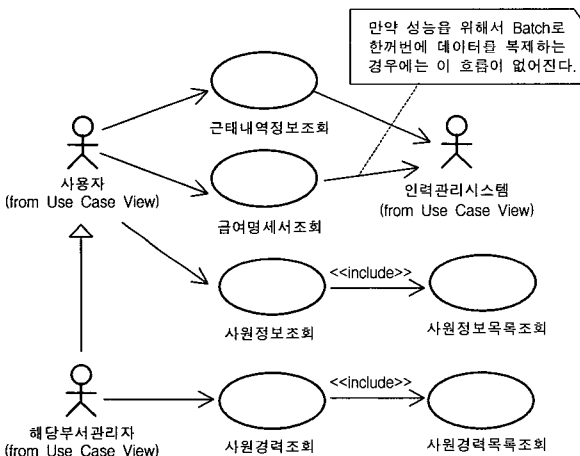 만약 성능을 위해서 Batch로
한꺼번에 데이터를 복제하는
경우에는 이 흐름이 없어진다.
근태내역정보조회
사용자
(from Use Case View)
인력관리시스템
(from Use Case View)
급여명세서조회
<<include>>
사원정보조회
사원정보목록조회
<<include>>
해당부서관리자
(from Use Case View)
사원경력조회
사원경력목록조회